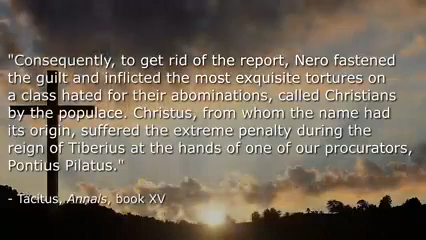 "Consequently, to get rid of the report, Nero fastened
the guilt and inflicted the most exquisite tortures on
a class hated for their abominations, called Christians
by the populace. Christus, from whom the name had
its origin, suffered the extreme penalty during the
reign of Tiberius at the hands of one of our procurators,
Pontius Pilatus."
- Tacitus, Annals, book XV